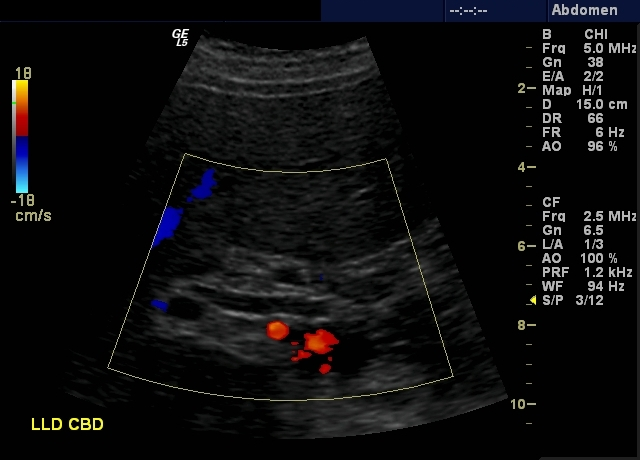 --:--:-- Abdomen
GE
L5
18
-18
cm/s
2
4
6
8
10
B CHI
Frq 5.0 MHz
Gn 38
E/A 2/2
Map H/1
D 15.0 cm
DR 66
FR 6 Hz
AO 96 %
CF
Frq 2.5 MHz
Gn 6.5
L/A 1/3
AO 100 %
PRF 1.2 kHz
WF 94 Hz
S/P 3/12
LLD CBD